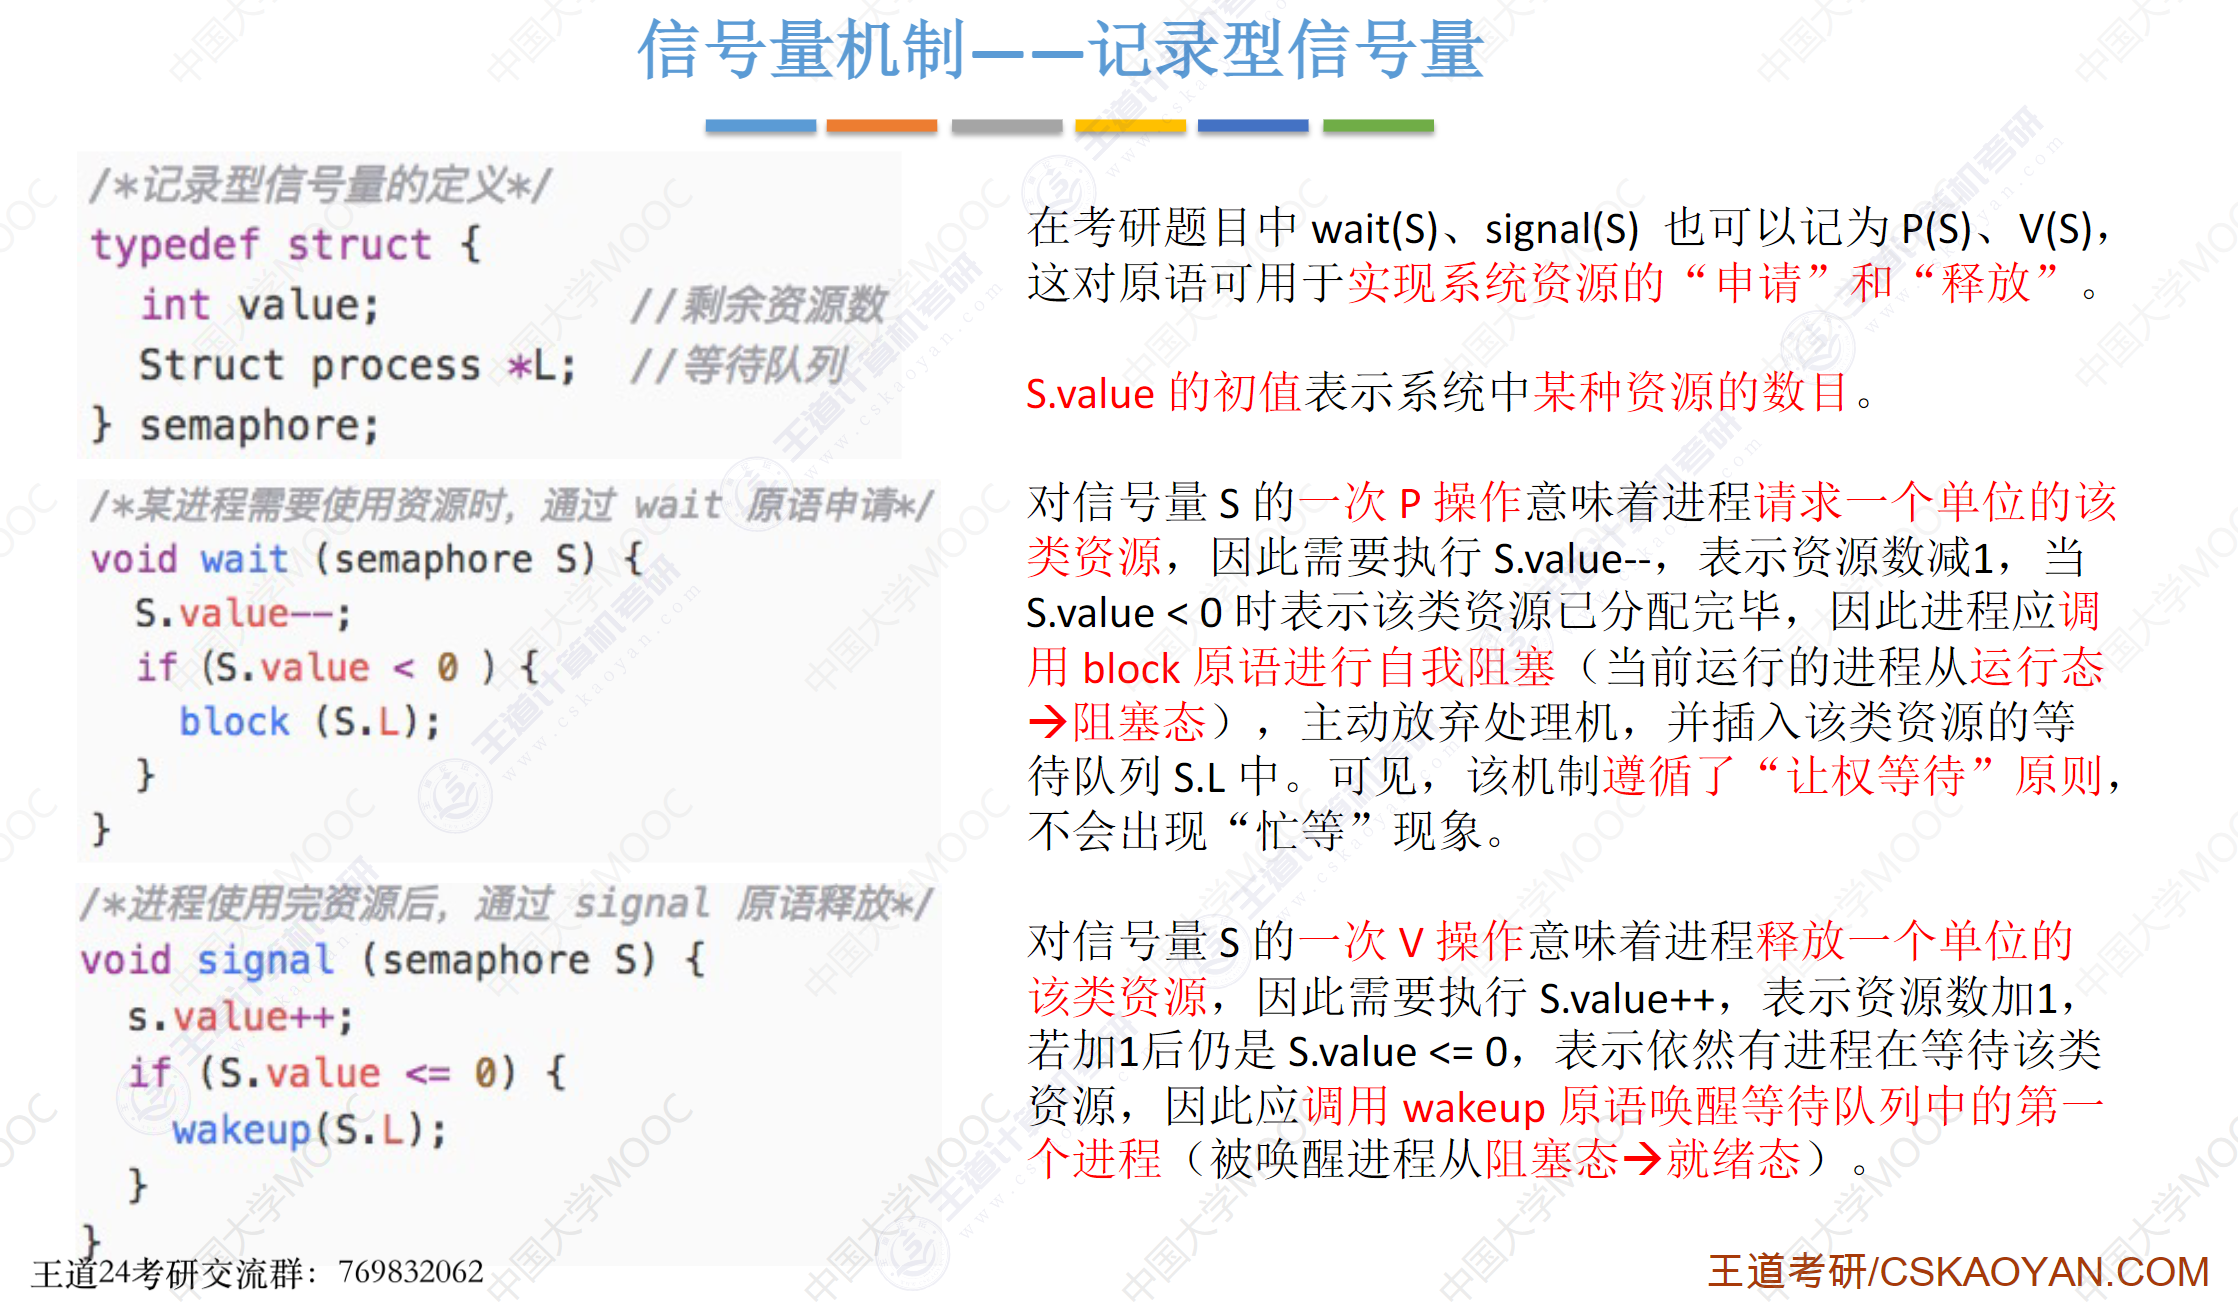 信号量机制——记录型信号量
/*记录型信号量的定义*/
typedef struct {
int value; //剩余资源数
Struct process *L; //等待队列
} semaphore;
/*某进程需要使用资源时，通过 wait 原语申请*/
void wait (semaphore S) {
S.value--;
if (S.value < 0 ) {
block (S.L);
}
}
/*进程使用完资源后，通过 signal 原语释放*/
void signal (semaphore S) {
s.value++;
if (S.value <= 0) {
wakeup(S.L);
}
}
在考研题目中 wait(S)、signal(S) 也可以记为 P(S)、V(S)，
这对原语可用于实现系统资源的“申请”和“释放”。
S.value 的初值表示系统中某种资源的数目。
对信号量 S 的一次 P 操作意味着进程请求一个单位的该
类资源，因此需要执行 S.value--，表示资源数减1，当
S.value < 0 时表示该类资源已分配完毕，因此进程应调
用 block 原语进行自我阻塞（当前运行的进程从运行态
→阻塞态），主动放弃处理机，并插入该类资源的等
待队列 S.L 中。可见，该机制遵循了“让权等待”原则，
不会出现“忙等”现象。
对信号量 S 的一次 V 操作意味着进程释放一个单位的
该类资源，因此需要执行 S.value++，表示资源数加1，
若加1后仍是 S.value <= 0，表示依然有进程在等待该类
资源，因此应调用 wakeup 原语唤醒等待队列中的第一
个进程（被唤醒进程从阻塞态→就绪态）。
王道24考研交流群：769832062
王道考研/CSKAOYAN.COM
中国大学MOOC
王道计算机考研
www.cskaoyan.com